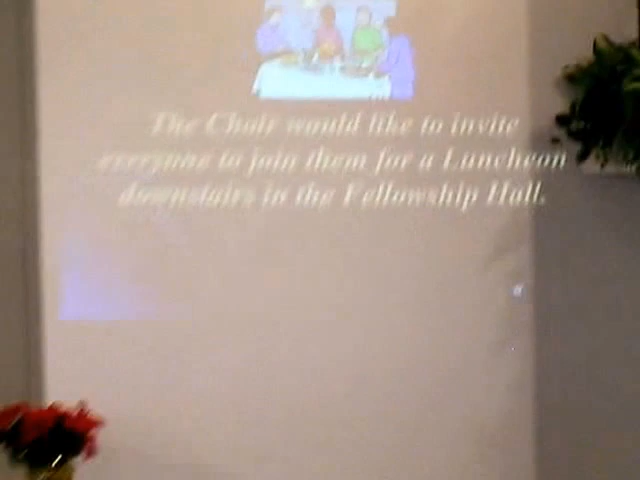 The Choir would like to invite
everyone to join them for a Luncheon
downstairs in the Fellowship Hall.